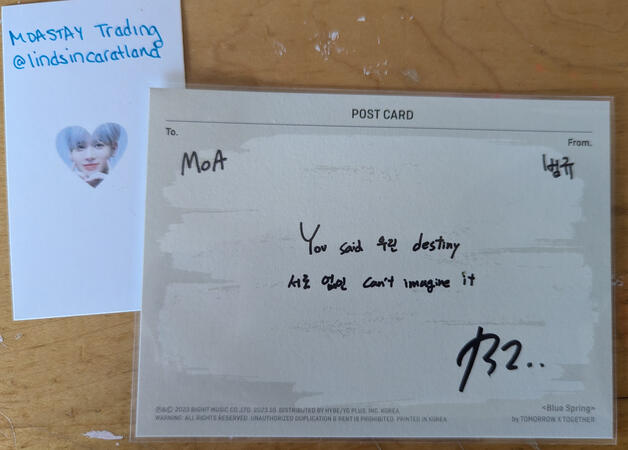 MOASTAY Trading
@lindsincaratland
POST CARD
To.
From.
MoA
범규
You said 우린 destiny
서로 없인 can't imagine it
ⓟ&© 2023 BIGHIT MUSIC CO.,LTD. 2023.10. DISTRIBUTED BY HYBE/YG PLUS, INC. KOREA
WARNING: ALL RIGHTS RESERVED. UNAUTHORIZED DUPLICATION & RENT IS PROHIBITED. PRINTED IN KOREA
<Blue Spring>
by TOMORROW X TOGETHER